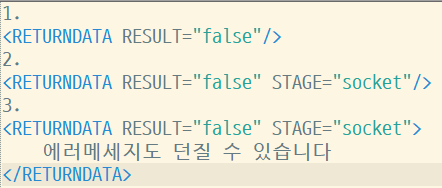 1.
<RETURNDATA RESULT="false"/>
2.
<RETURNDATA RESULT="false" STAGE="socket"/>
3.
<RETURNDATA RESULT="false" STAGE="socket">
에러메세지도 던질 수 있습니다
</RETURNDATA>